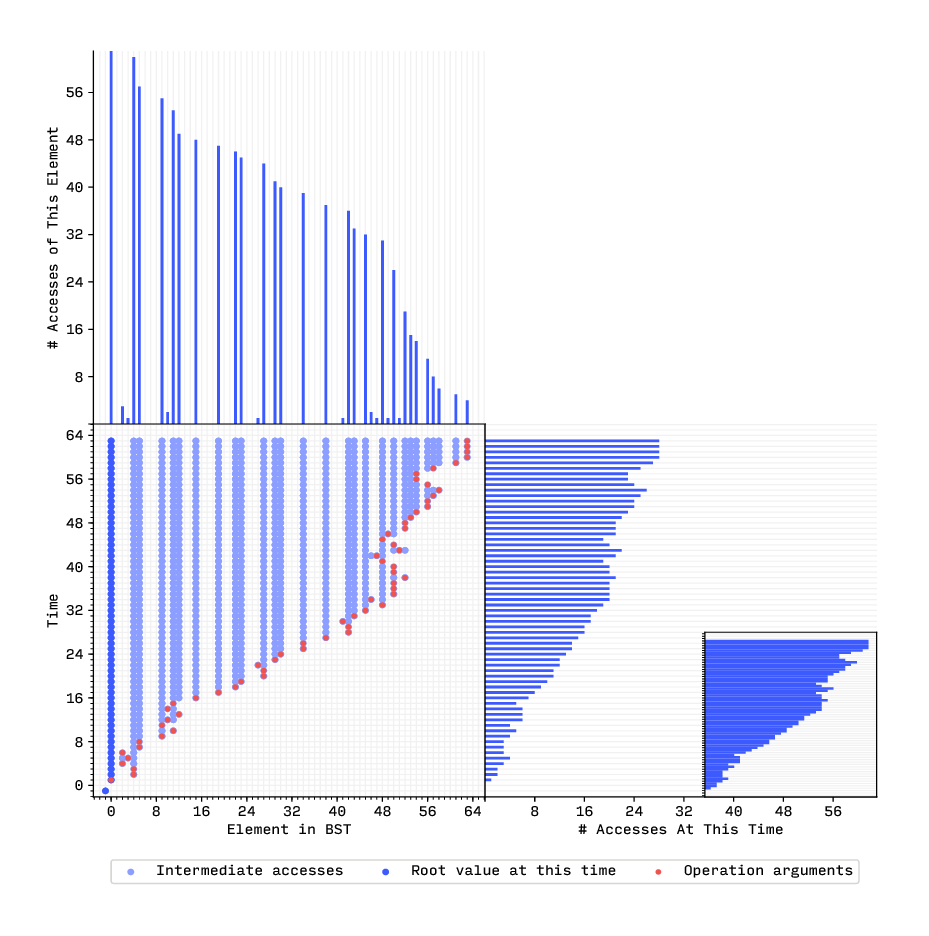 # Accesses of This Element
56
48
40
32
24
16
8
Time
64
56
48
40
32
24
16
8
0
0 8 16 24 32 40 48 56 64
Element in BST
8 16 24 32 40 48 56
# Accesses At This Time
Intermediate accesses Root value at this time Operation arguments